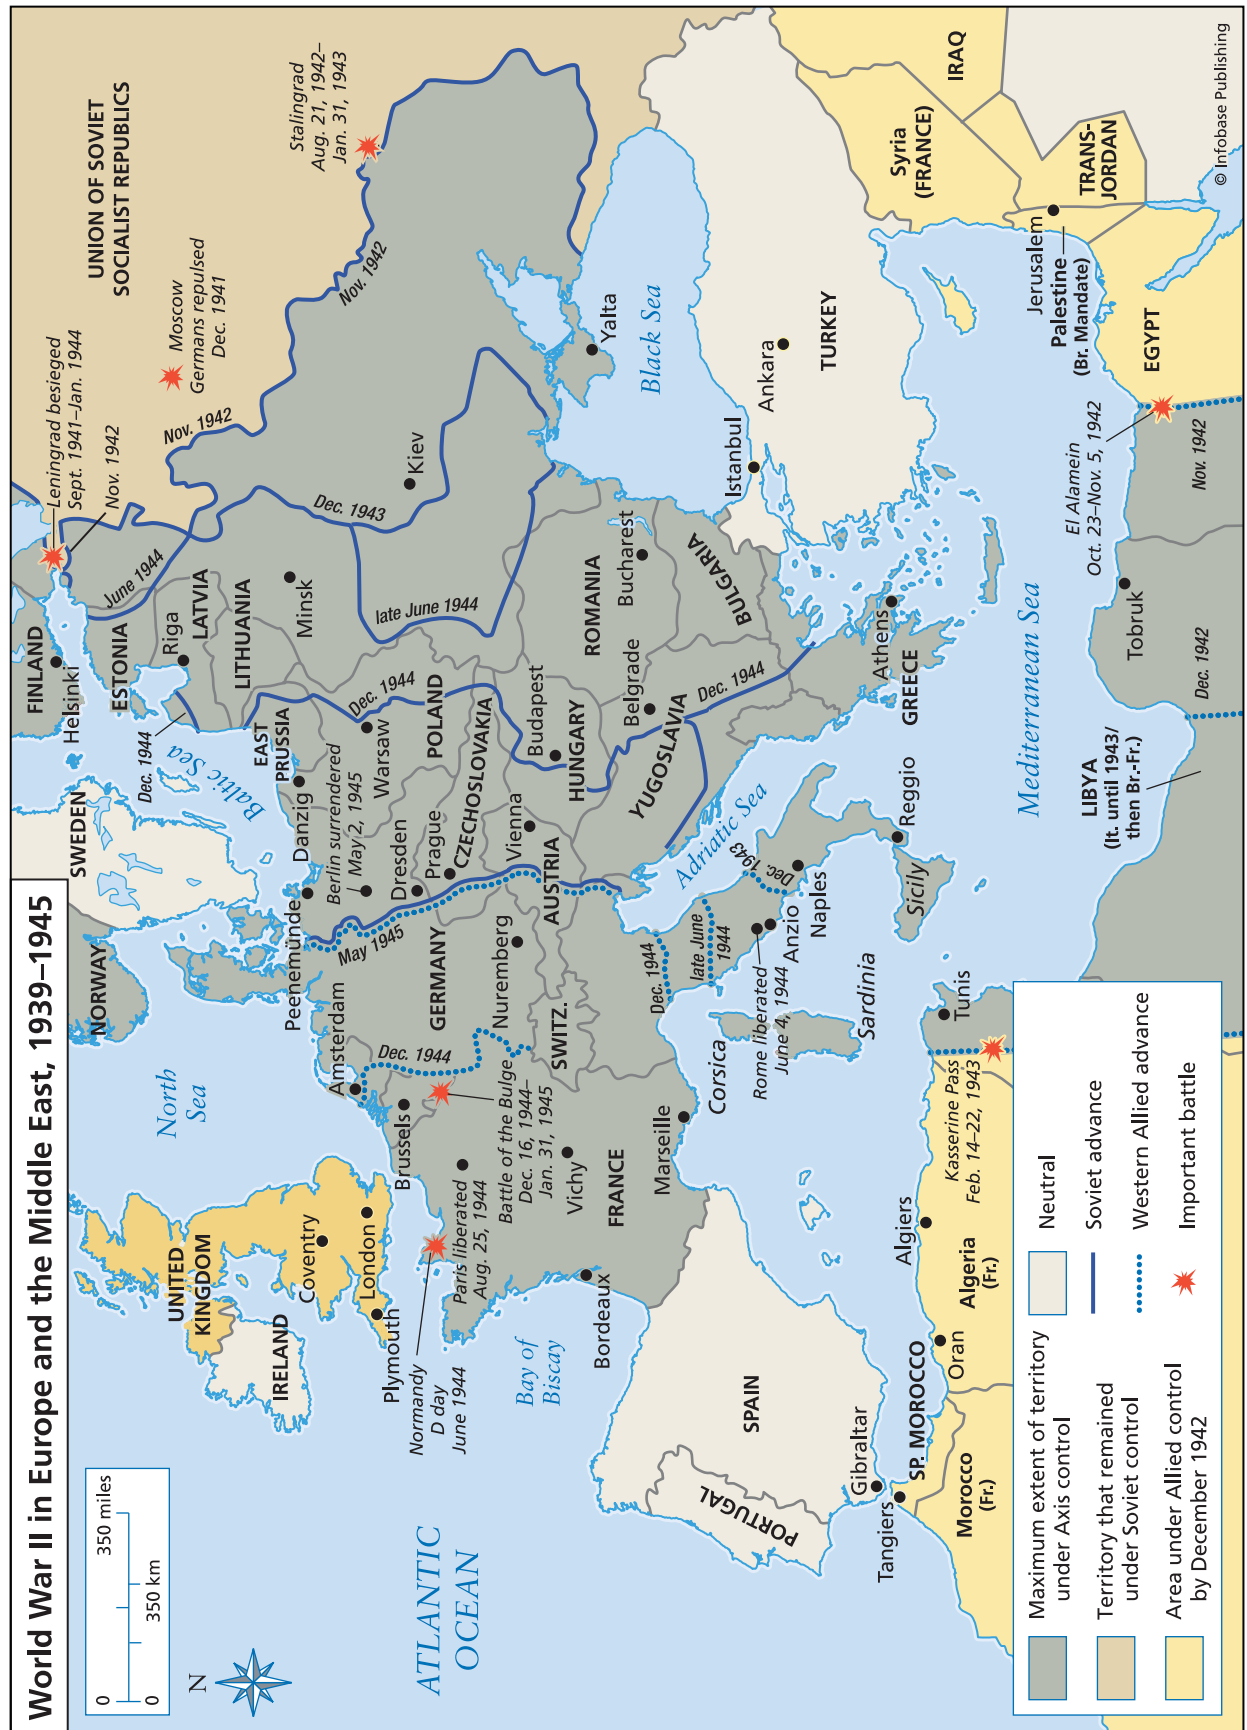 World War II in Europe and the Middle East, 1939–1945
0
350 miles
0
350 km
N
ATLANTIC
OCEAN
North
Sea
Bay of
Biscay
Baltic Sea
Adriatic Sea
Black Sea
Mediterranean Sea
NORWAY
SWEDEN
FINLAND
Helsinki
ESTONIA
Riga
LATVIA
LITHUANIA
Minsk
EAST
PRUSSIA
UNION OF SOVIET
SOCIALIST REPUBLICS
Leningrad besieged
Sept. 1941–Jan. 1944
Nov. 1942
June 1944
Moscow
Germans repulsed
Dec. 1941
Nov. 1942
Stalingrad
Aug. 21, 1942–
Jan. 31, 1943
Nov. 1942
Dec. 1943
Kiev
late June 1944
Dec. 1944
Dec. 1944
Yalta
UNITED
KINGDOM
IRELAND
Coventry
London
Plymouth
Normandy
D day
June 1944
Paris liberated
Aug. 25, 1944
Battle of the Bulge
Dec. 16, 1944–
Jan. 31, 1945
Amsterdam
Brussels
Dec. 1944
Peenemünde
Danzig
Berlin surrendered
May 2, 1945
Warsaw
POLAND
Dresden
Prague
CZECHOSLOVAKIA
May 1945
GERMANY
Nuremberg
Vienna
AUSTRIA
SWITZ.
Budapest
HUNGARY
ROMANIA
Bucharest
Belgrade
YUGOSLAVIA
Dec. 1944
BULGARIA
Vichy
FRANCE
Bordeaux
Marseille
Corsica
Sardinia
Dec. 1944
late June
1944
Rome liberated
June 4, 1944
Anzio
Naples
Dec. 1943
Reggio
Sicily
GREECE
Athens
Istanbul
Ankara
TURKEY
SPAIN
PORTUGAL
Gibraltar
Tangiers
SP. MOROCCO
Morocco
(Fr.)
Oran
Algiers
Algeria
(Fr.)
Kasserine Pass
Feb. 14–22, 1943
Tunis
LIBYA
(It. until 1943/
then Br.-Fr.)
Dec. 1942
Tobruk
El Alamein
Oct. 23–Nov. 5, 1942
Nov. 1942
EGYPT
Jerusalem
Palestine
(Br. Mandate)
TRANS-
JORDAN
Syria
(FRANCE)
IRAQ
Maximum extent of territory
under Axis control
Territory that remained
under Soviet control
Area under Allied control
by December 1942
Neutral
Soviet advance
Western Allied advance
Important battle
© Infobase Publishing